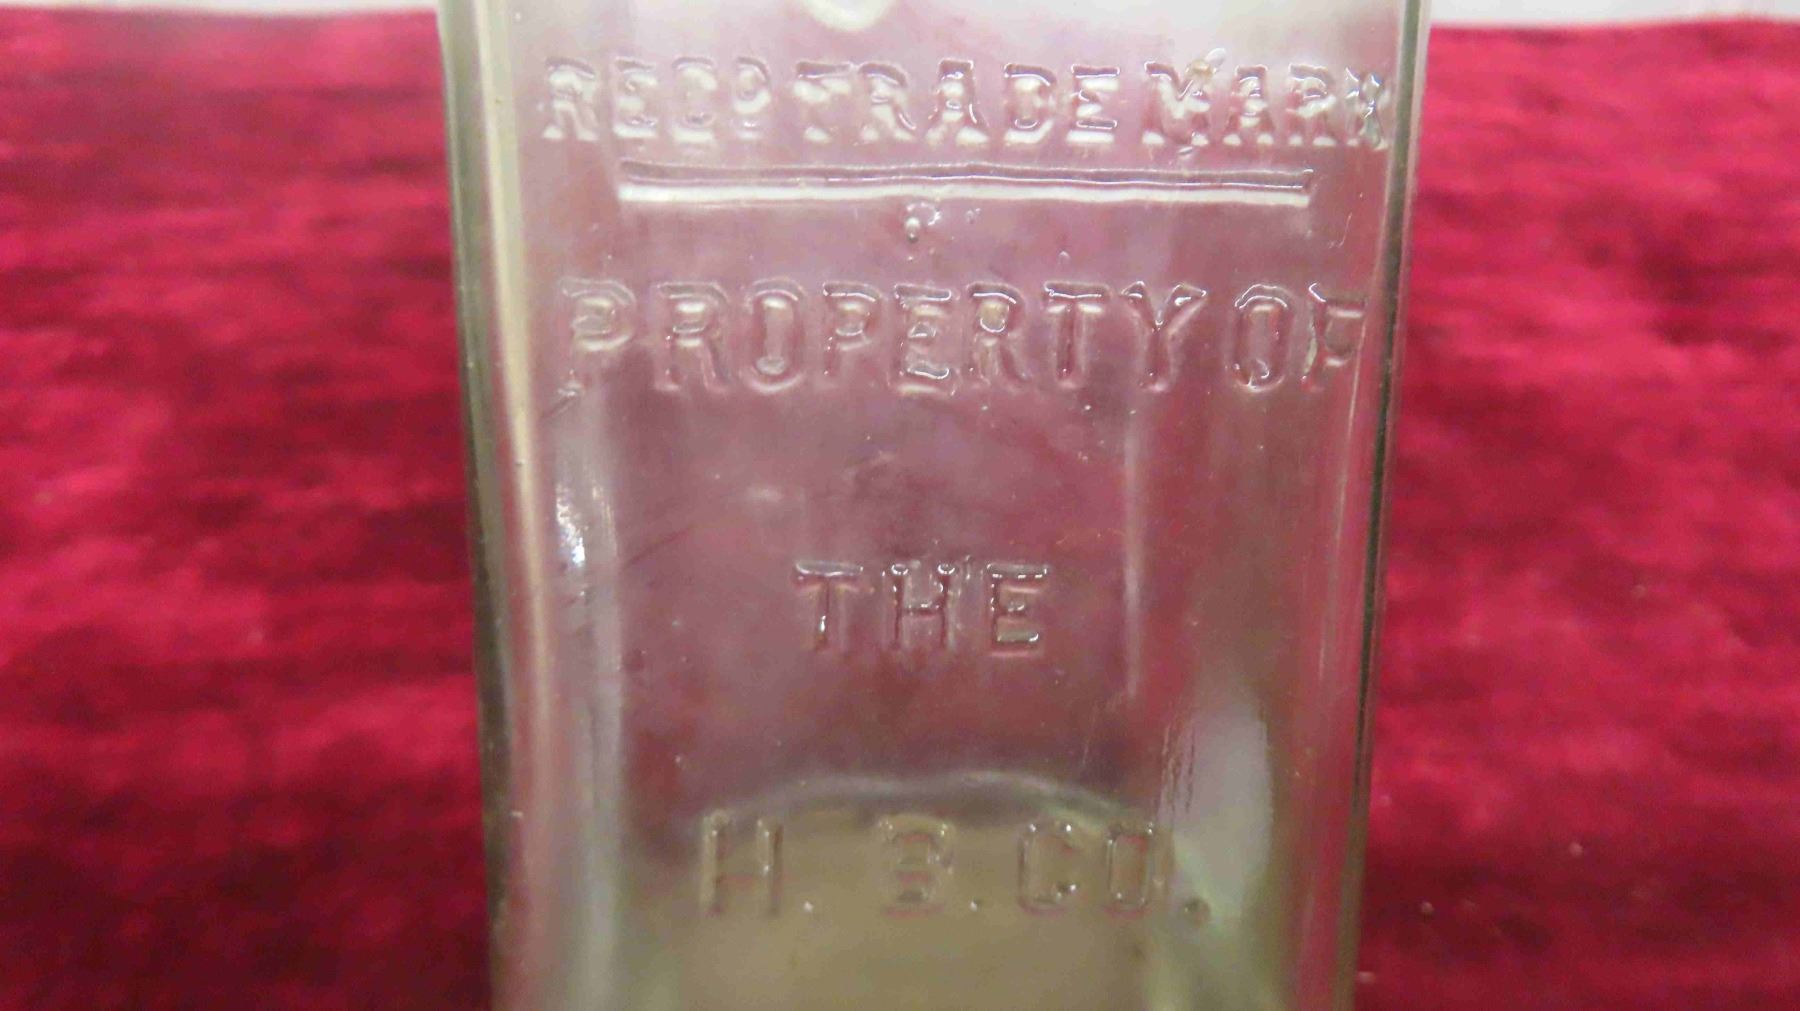 REGD TRADE MARK
PROPERTY OF
THE
H. B. CO.